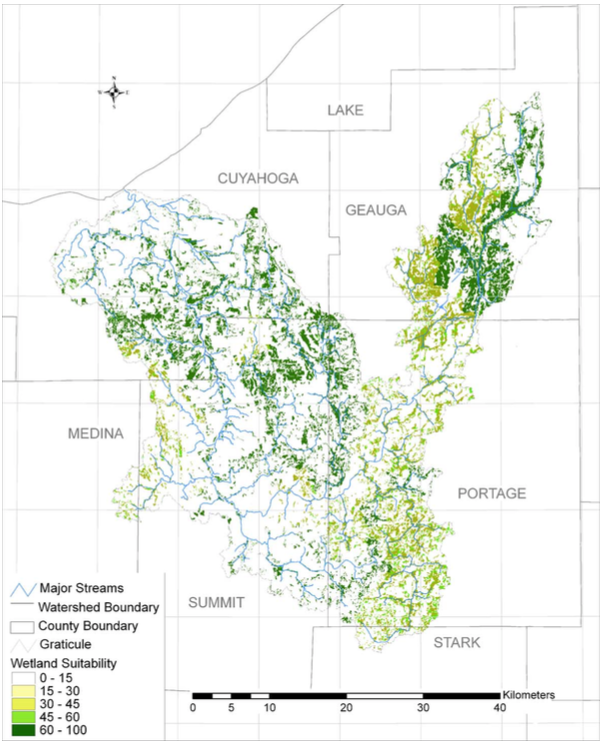 N
W E
S
LAKE
CUYAHOGA
GEAUGA
MEDINA
PORTAGE
SUMMIT
STARK
Major Streams
Watershed Boundary
County Boundary
Graticule
Wetland Suitability
0 - 15
15 - 30
30 - 45
45 - 60
60 - 100
Kilometers
0 5 10 20 30 40